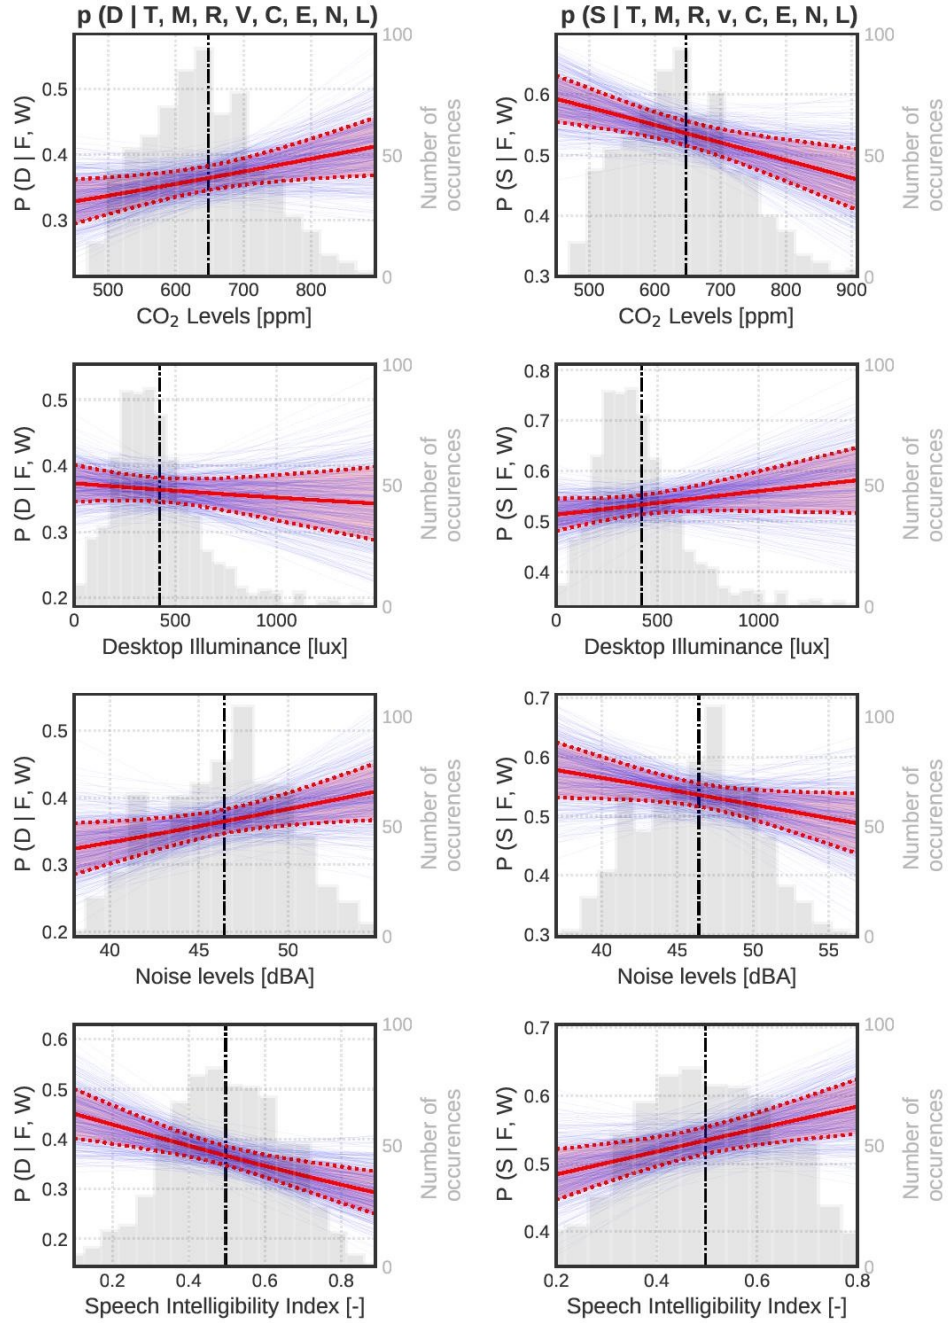 p (D | T, M, R, V, C, E, N, L)
p (S | T, M, R, v, C, E, N, L)
P (D | F, W)
0.5
0.4
0.3
100
50
0
Number of
occurences
500 600 700 800
CO₂ Levels [ppm]
P (S | F, W)
0.6
0.5
0.4
0.3
100
50
0
Number of
occurences
500 600 700 800 900
CO₂ Levels [ppm]
P (D | F, W)
0.5
0.4
0.3
0.2
100
50
0
Number of
occurences
0 500 1000
Desktop Illuminance [lux]
P (S | F, W)
0.8
0.7
0.6
0.5
0.4
100
50
0
Number of
occurences
0 500 1000
Desktop Illuminance [lux]
P (D | F, W)
0.5
0.4
0.3
0.2
100
50
0
Number of
occurences
40 45 50
Noise levels [dBA]
P (S | F, W)
0.7
0.6
0.5
0.4
0.3
100
50
0
Number of
occurences
40 45 50 55
Noise levels [dBA]
P (D | F, W)
0.6
0.5
0.4
0.3
0.2
100
50
0
Number of
occurences
0.2 0.4 0.6 0.8
Speech Intelligibility Index [-]
P (S | F, W)
0.7
0.6
0.5
0.4
100
50
0
Number of
occurences
0.2 0.4 0.6 0.8
Speech Intelligibility Index [-]